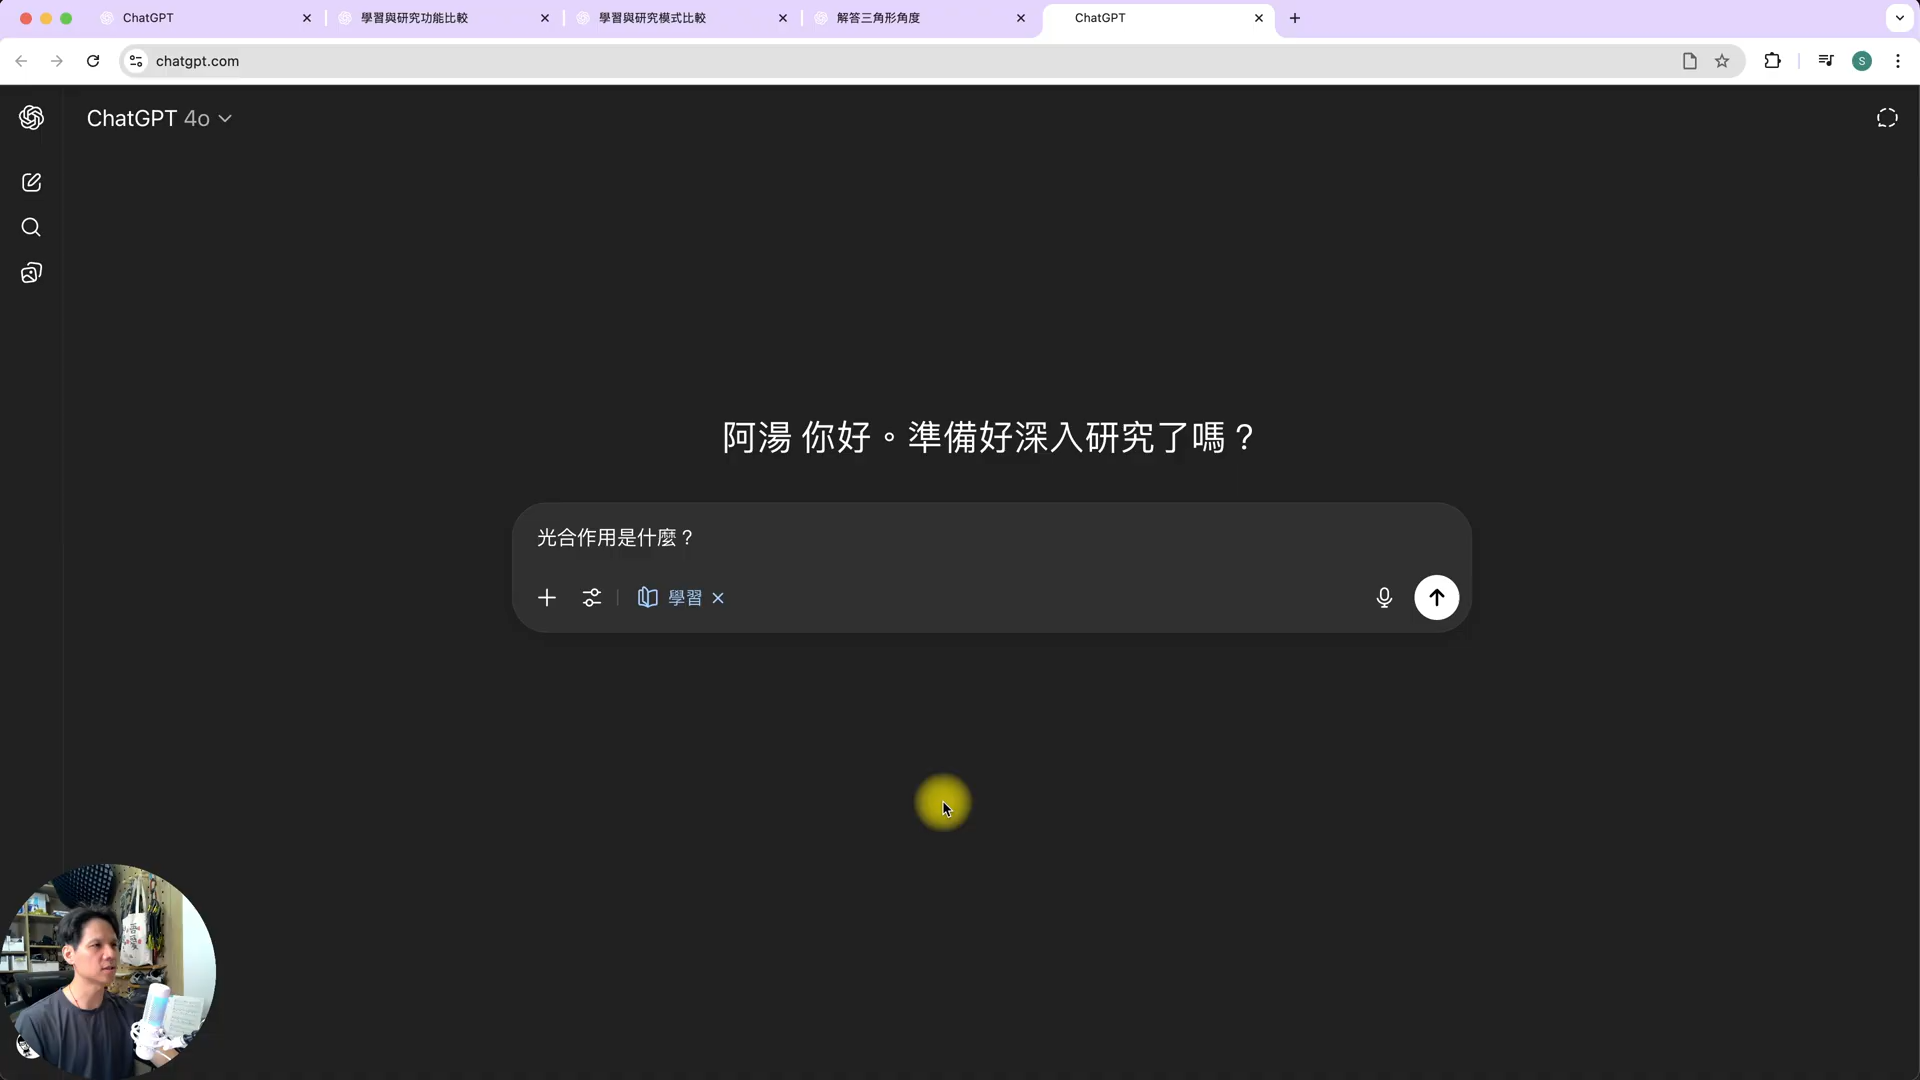 ChatGPT
學習與研究功能比較
學習與研究模式比較
解答三角形角度
ChatGPT
chatgpt.com
S
ChatGPT 4o
阿湯 你好。準備好深入研究了嗎？
光合作用是什麼？
學習